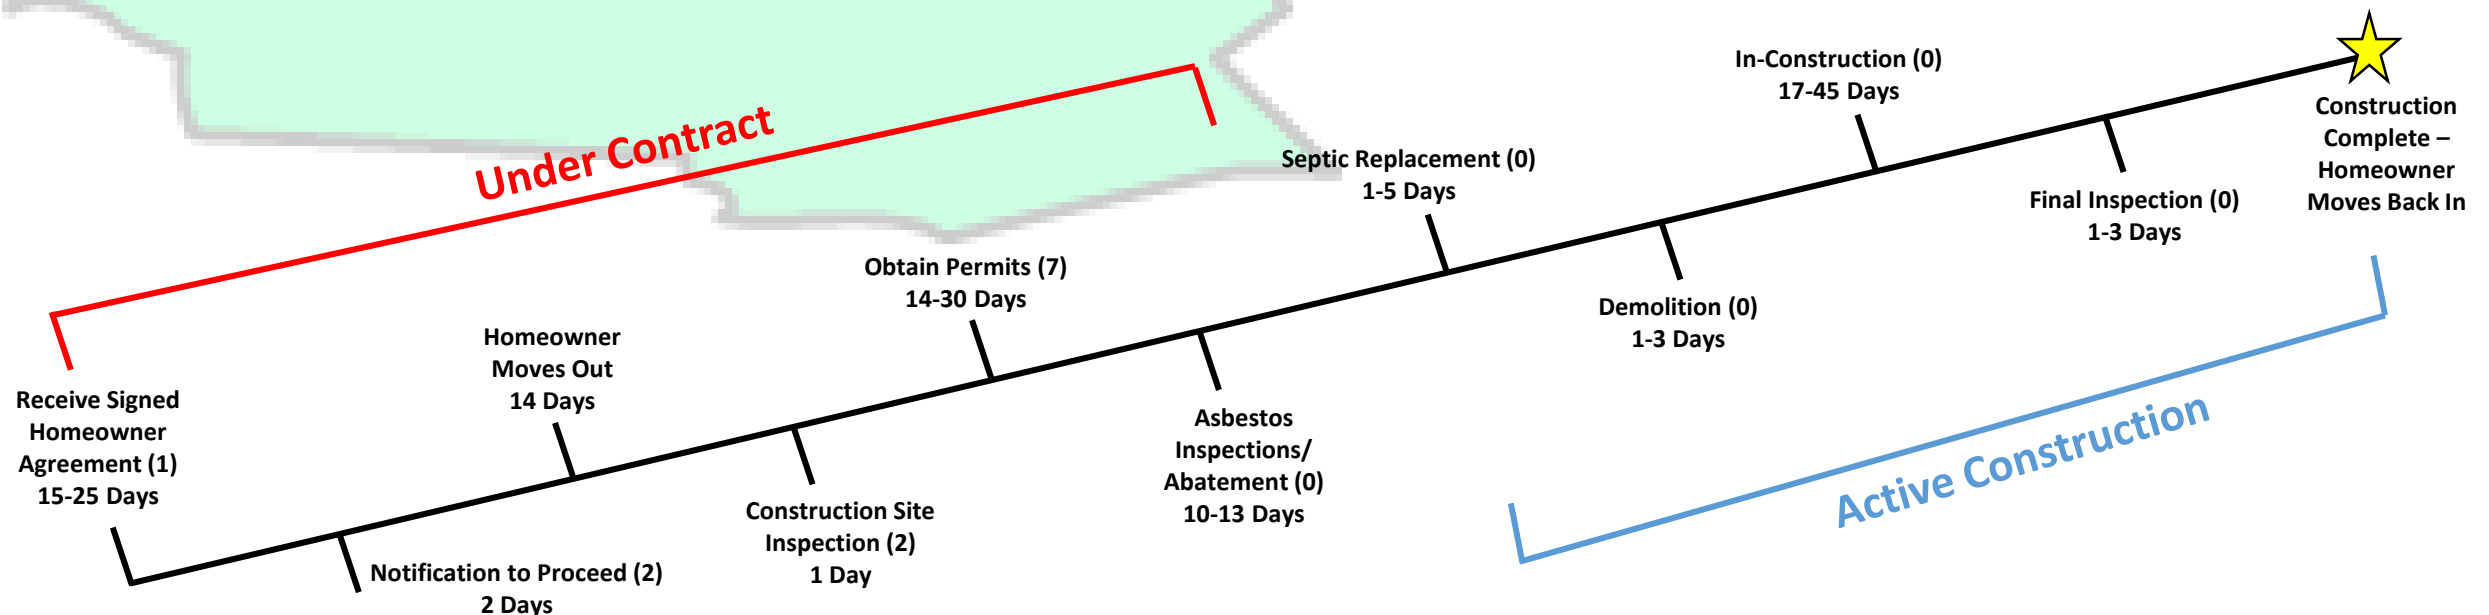 Under Contract
Receive Signed
Homeowner
Agreement (1)
15-25 Days
Notification to Proceed (2)
2 Days
Homeowner
Moves Out
14 Days
Construction Site
Inspection (2)
1 Day
Obtain Permits (7)
14-30 Days
Asbestos
Inspections/
Abatement (0)
10-13 Days
Septic Replacement (0)
1-5 Days
Demolition (0)
1-3 Days
In-Construction (0)
17-45 Days
Final Inspection (0)
1-3 Days
Construction
Complete –
Homeowner
Moves Back In
Active Construction